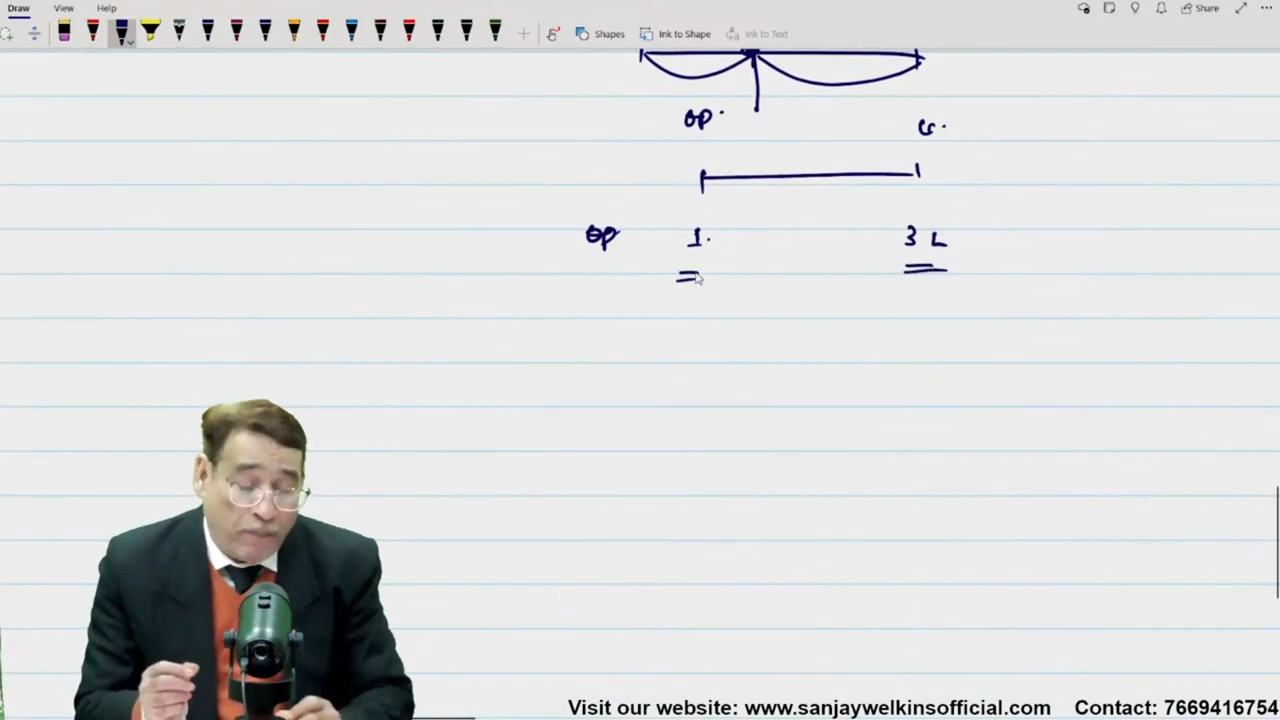 Draw View Help Share
Shapes Ink to Shape Ink to Text
op.
op 1. 3 L
Visit our website: www.sanjaywelkinsofficial.com Contact: 7669416754